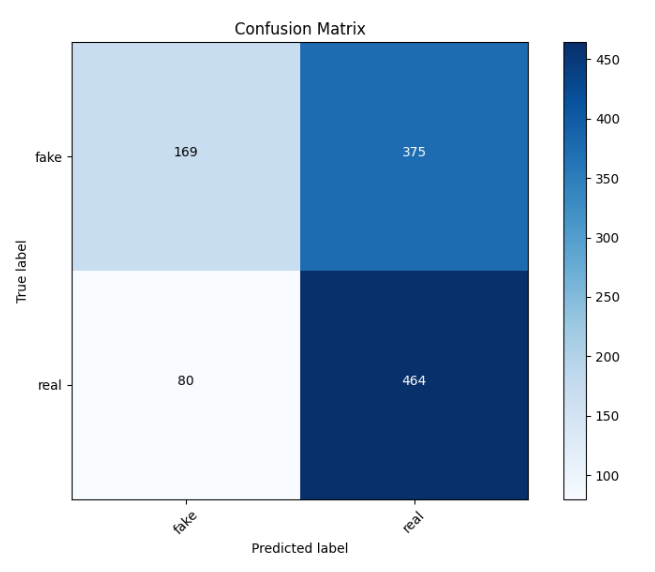 Confusion Matrix
450
400
fake
169
375
350
300
True label
250
200
real
80
464
150
100
fake
real
Predicted label